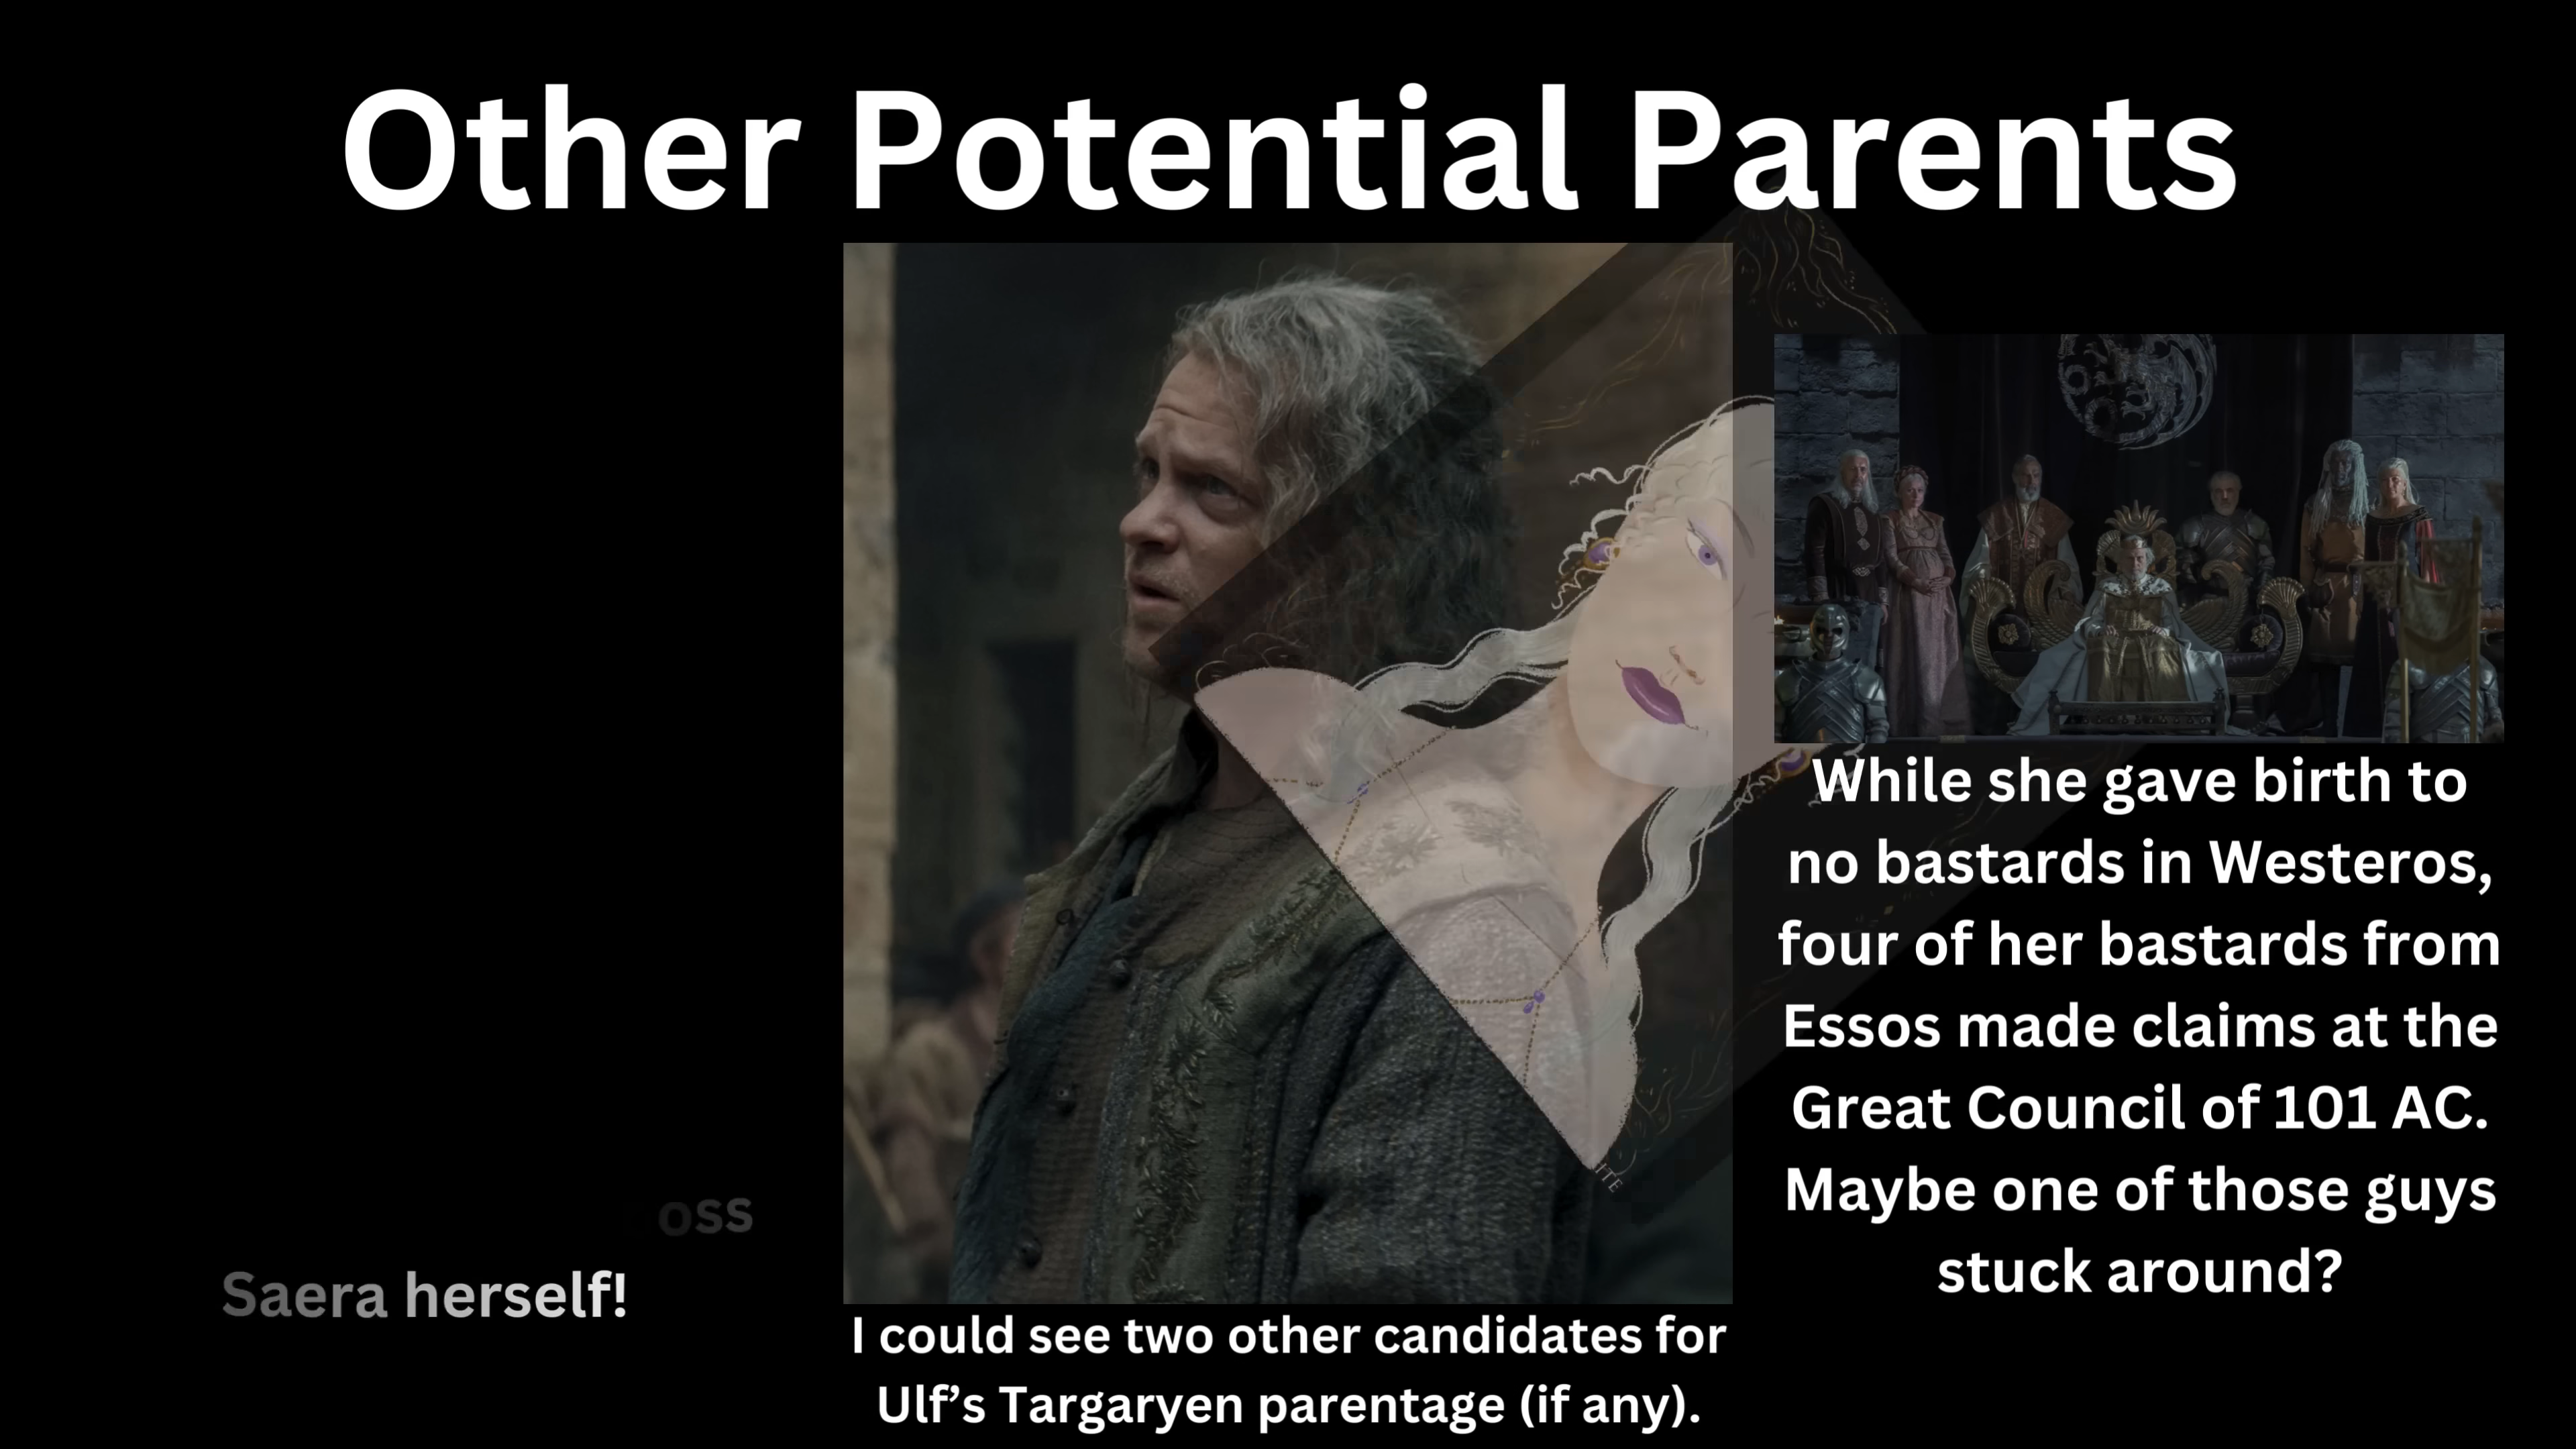 Other Potential Parents
oss
Saera herself!
I could see two other candidates for
Ulf’s Targaryen parentage (if any).
While she gave birth to
no bastards in Westeros,
four of her bastards from
Essos made claims at the
Great Council of 101 AC.
Maybe one of those guys
stuck around?